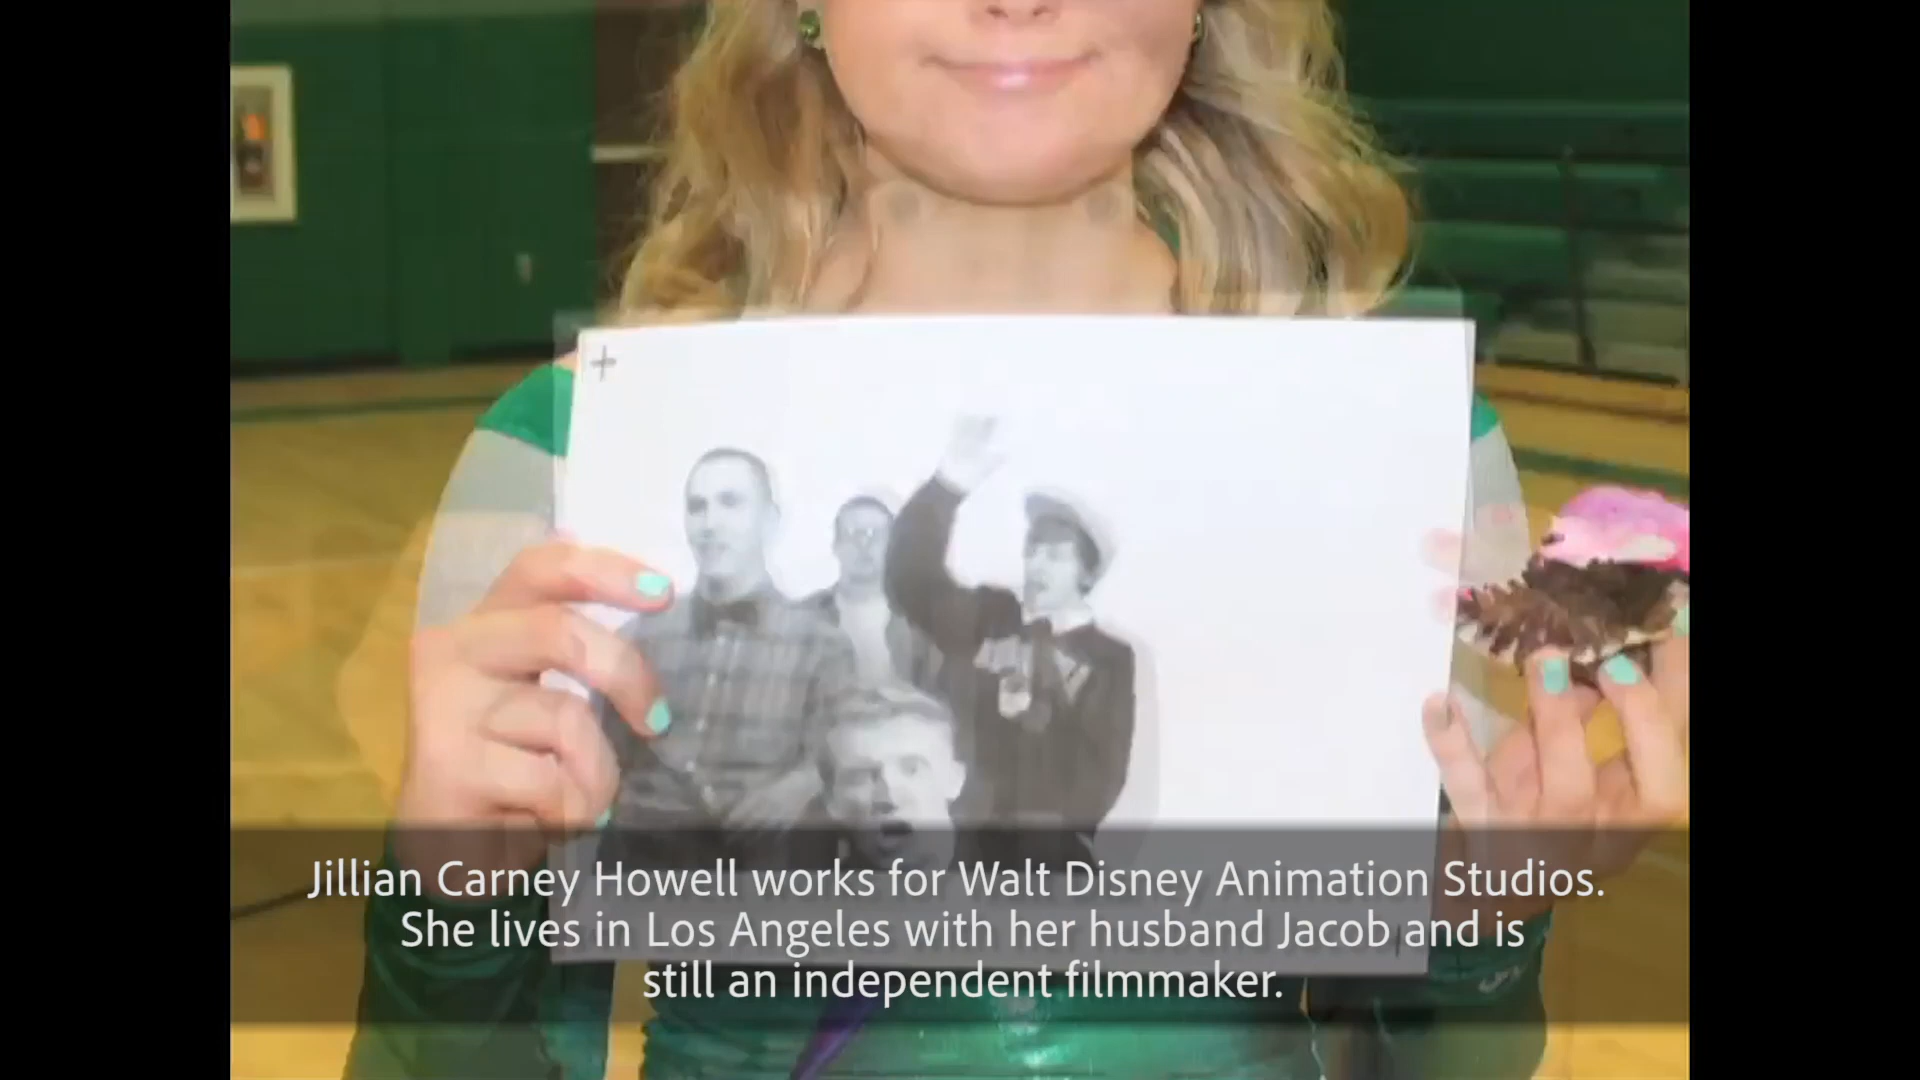 Jillian Carney Howell works for Walt Disney Animation Studios.
She lives in Los Angeles with her husband Jacob and is
still an independent filmmaker.